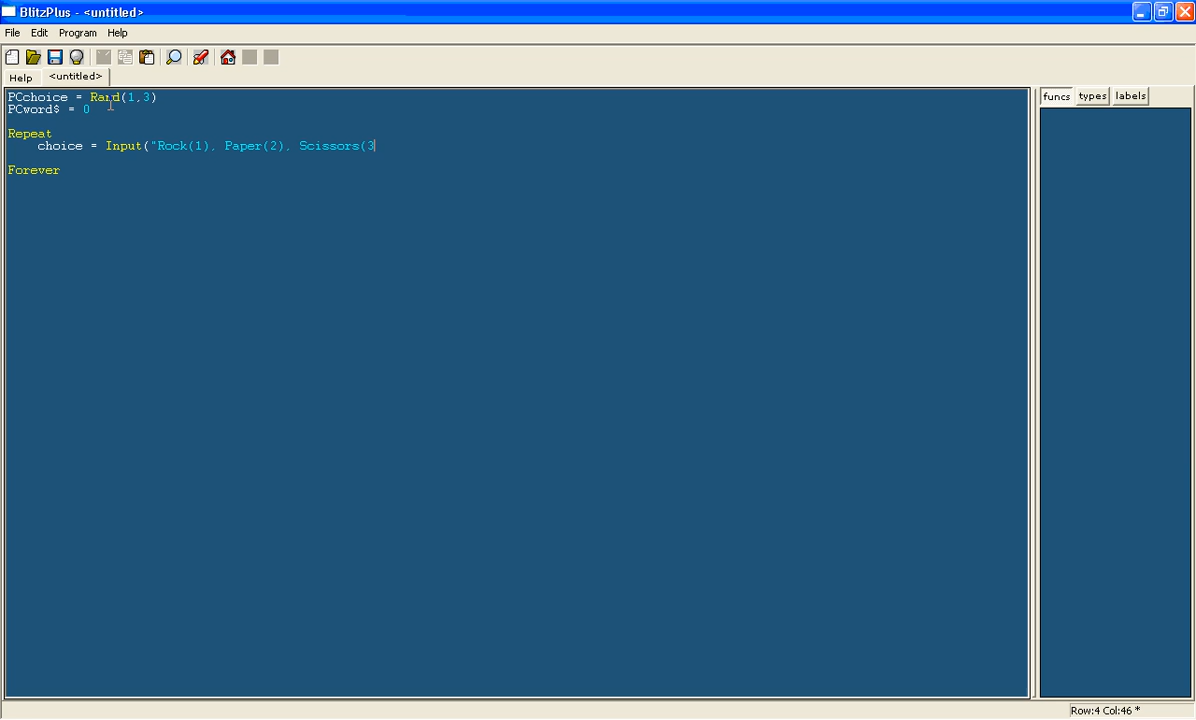 BlitzPlus - <untitled>
File Edit Program Help
Help <untitled>
PCchoice = Rand(1,3)
PCword$ = 0
Repeat
choice = Input("Rock(1), Paper(2), Scissors(3
Forever
funcs types labels
Row:4 Col:46 *